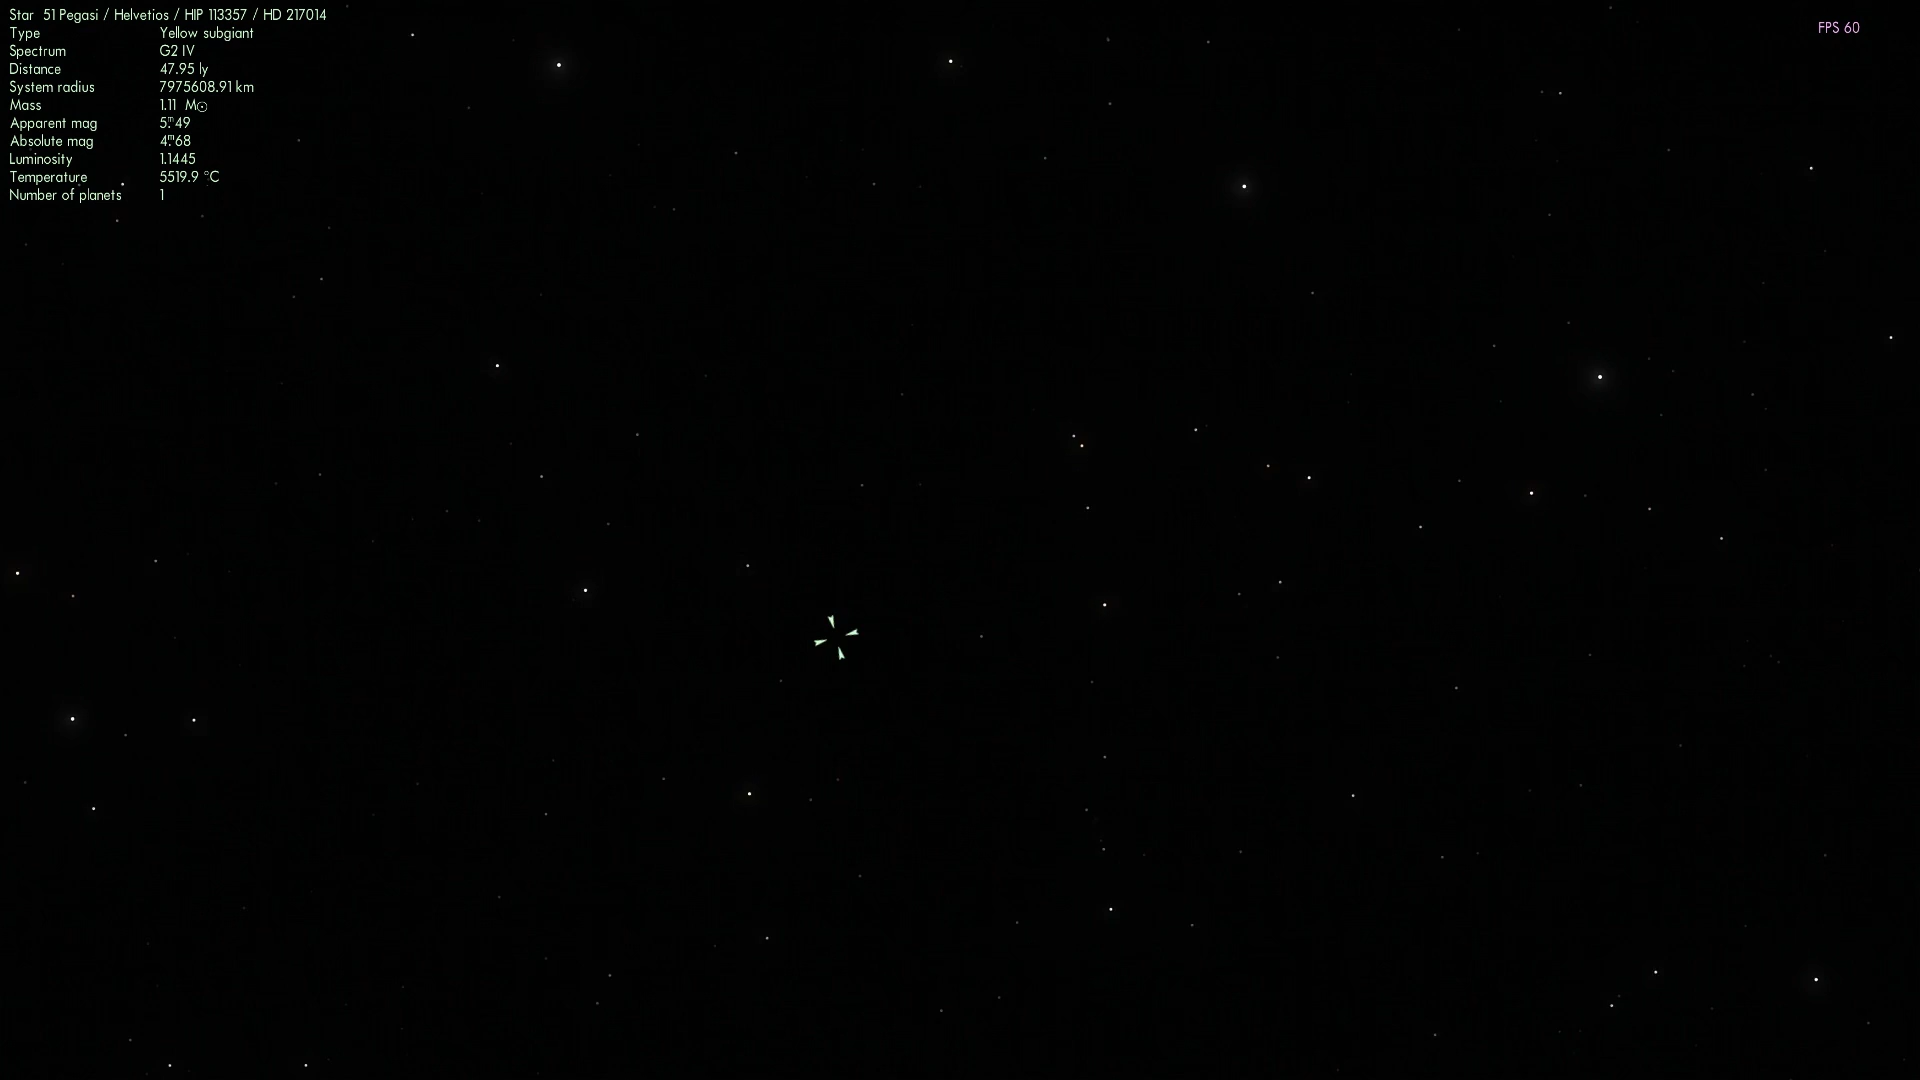 Star 51 Pegasi / Helvetios / HIP 113357 / HD 217014
FPS 60
Type Yellow subgiant
Spectrum G2 IV
Distance 47.95 ly
System radius 7975608.91 km
Mass 1.11 M☉
Apparent mag 5ᵐ.49
Absolute mag 4ᵐ.68
Luminosity 1.1445
Temperature 5519.9 °C
Number of planets 1